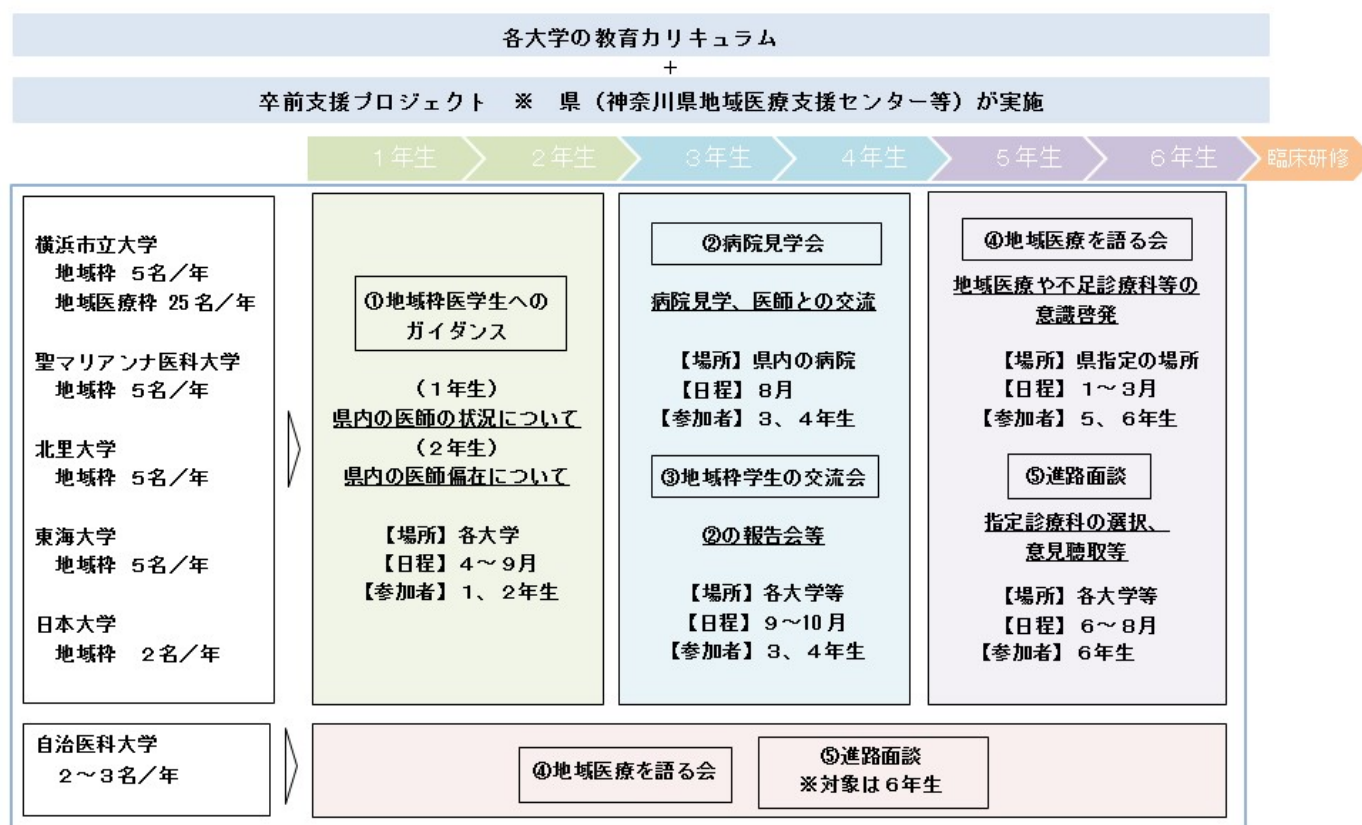 各大学の教育カリキュラム
+
卒前支援プロジェクト ※ 県（神奈川県地域医療支援センター等）が実施
１年生
２年生
３年生
４年生
５年生
６年生
臨床研修
横浜市立大学
地域枠 ５名／年
地域医療枠 25名／年
聖マリアンナ医科大学
地域枠 ５名／年
北里大学
地域枠 ５名／年
東海大学
地域枠 ５名／年
日本大学
地域枠 ２名／年
①地域枠医学生への
ガイダンス
（１年生）
県内の医師の状況について
（２年生）
県内の医師偏在について
【場所】各大学
【日程】４～９月
【参加者】１、２年生
②病院見学会
病院見学、医師との交流
【場所】県内の病院
【日程】８月
【参加者】３、４年生
③地域枠学生の交流会
②の報告会等
【場所】各大学等
【日程】９～10月
【参加者】３、４年生
④地域医療を語る会
地域医療や不足診療科等の
意識啓発
【場所】県指定の場所
【日程】１～３月
【参加者】５、６年生
⑤進路面談
指定診療科の選択、
意見聴取等
【場所】各大学等
【日程】６～８月
【参加者】６年生
自治医科大学
２～３名／年
④地域医療を語る会
⑤進路面談
※対象は６年生